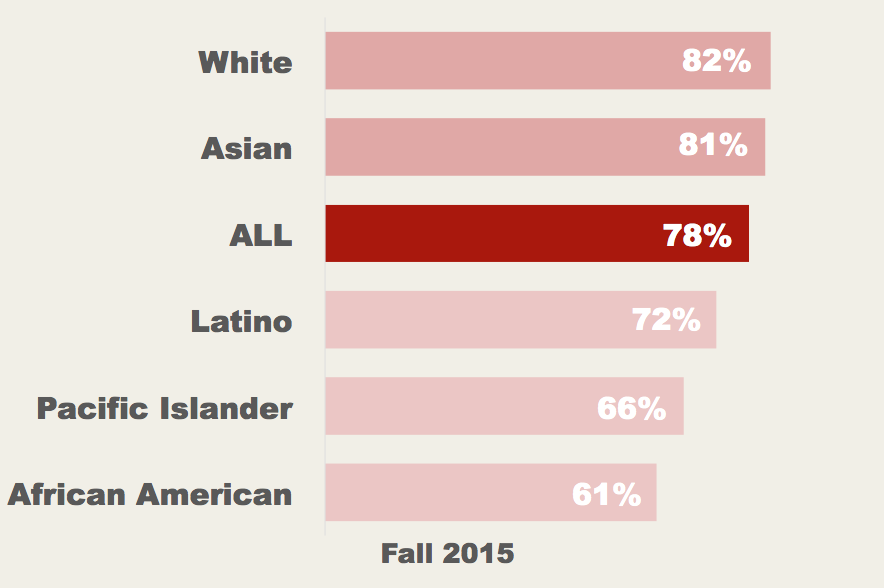 White 82%
Asian 81%
ALL 78%
Latino 72%
Pacific Islander 66%
African American 61%
Fall 2015